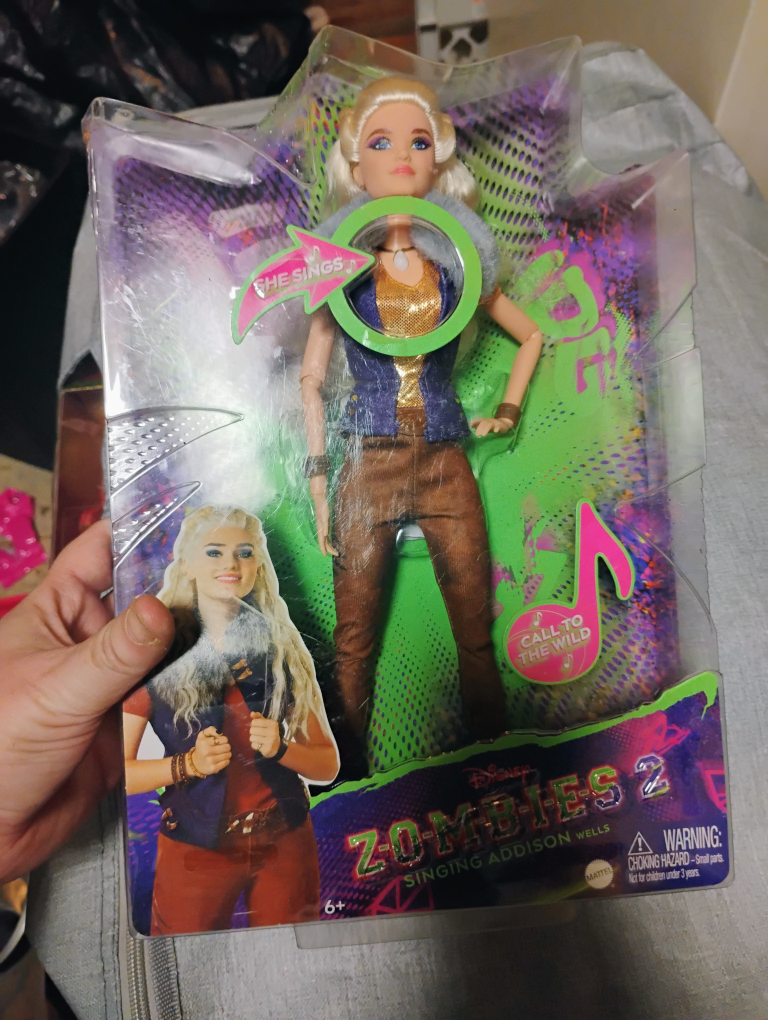 SHE SINGS
CALL TO
THE WILD
DISNEY
Z-O-M-B-I-E-S 2
SINGING ADDISON WELLS
MATTEL
WARNING:
CHOKING HAZARD – Small parts.
Not for children under 3 years.
6+